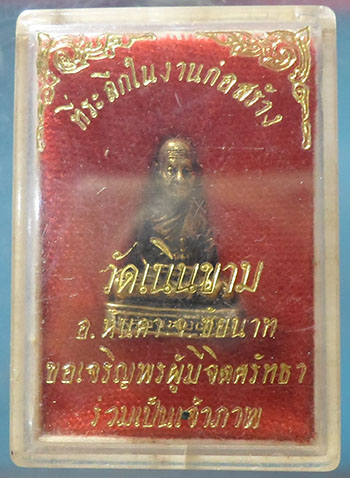 ที่ระลึกในงานก่อสร้าง
วัดเนินขาม
อ.หันคา จ.ชัยนาท
ขอเจริญพรผู้มีจิตศรัทธา
ร่วมเป็นเจ้าภาพ